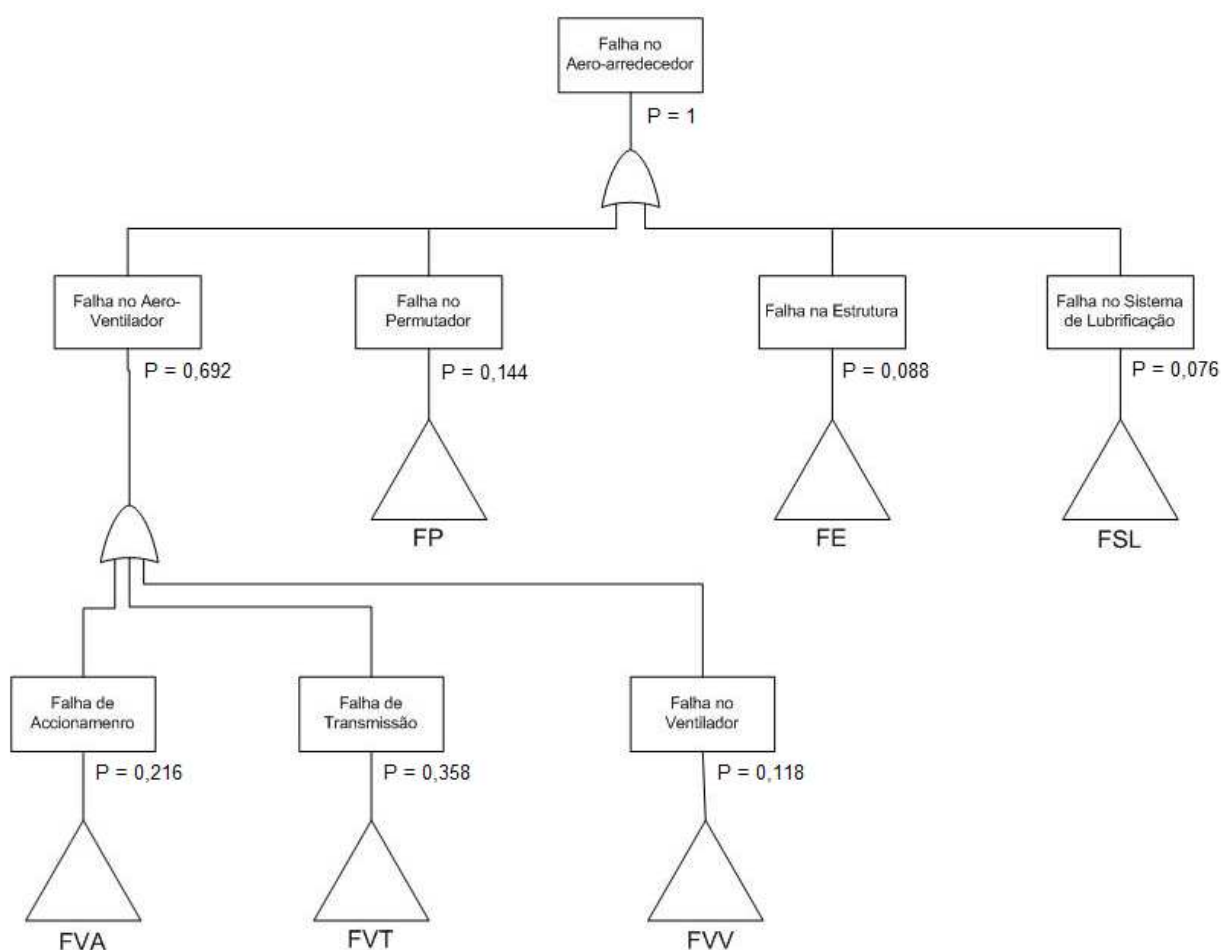 Falha no
Aero-arredecedor
P = 1
Falha no Aero-
Ventilador
Falha no
Permutador
Falha na Estrutura
Falha no Sistema
de Lubrificação
P = 0,692
P = 0,144
P = 0,088
P = 0,076
FP
FE
FSL
Falha de
Accionamenro
Falha de
Transmissão
Falha no
Ventilador
P = 0,216
P = 0,358
P = 0,118
FVA
FVT
FVV